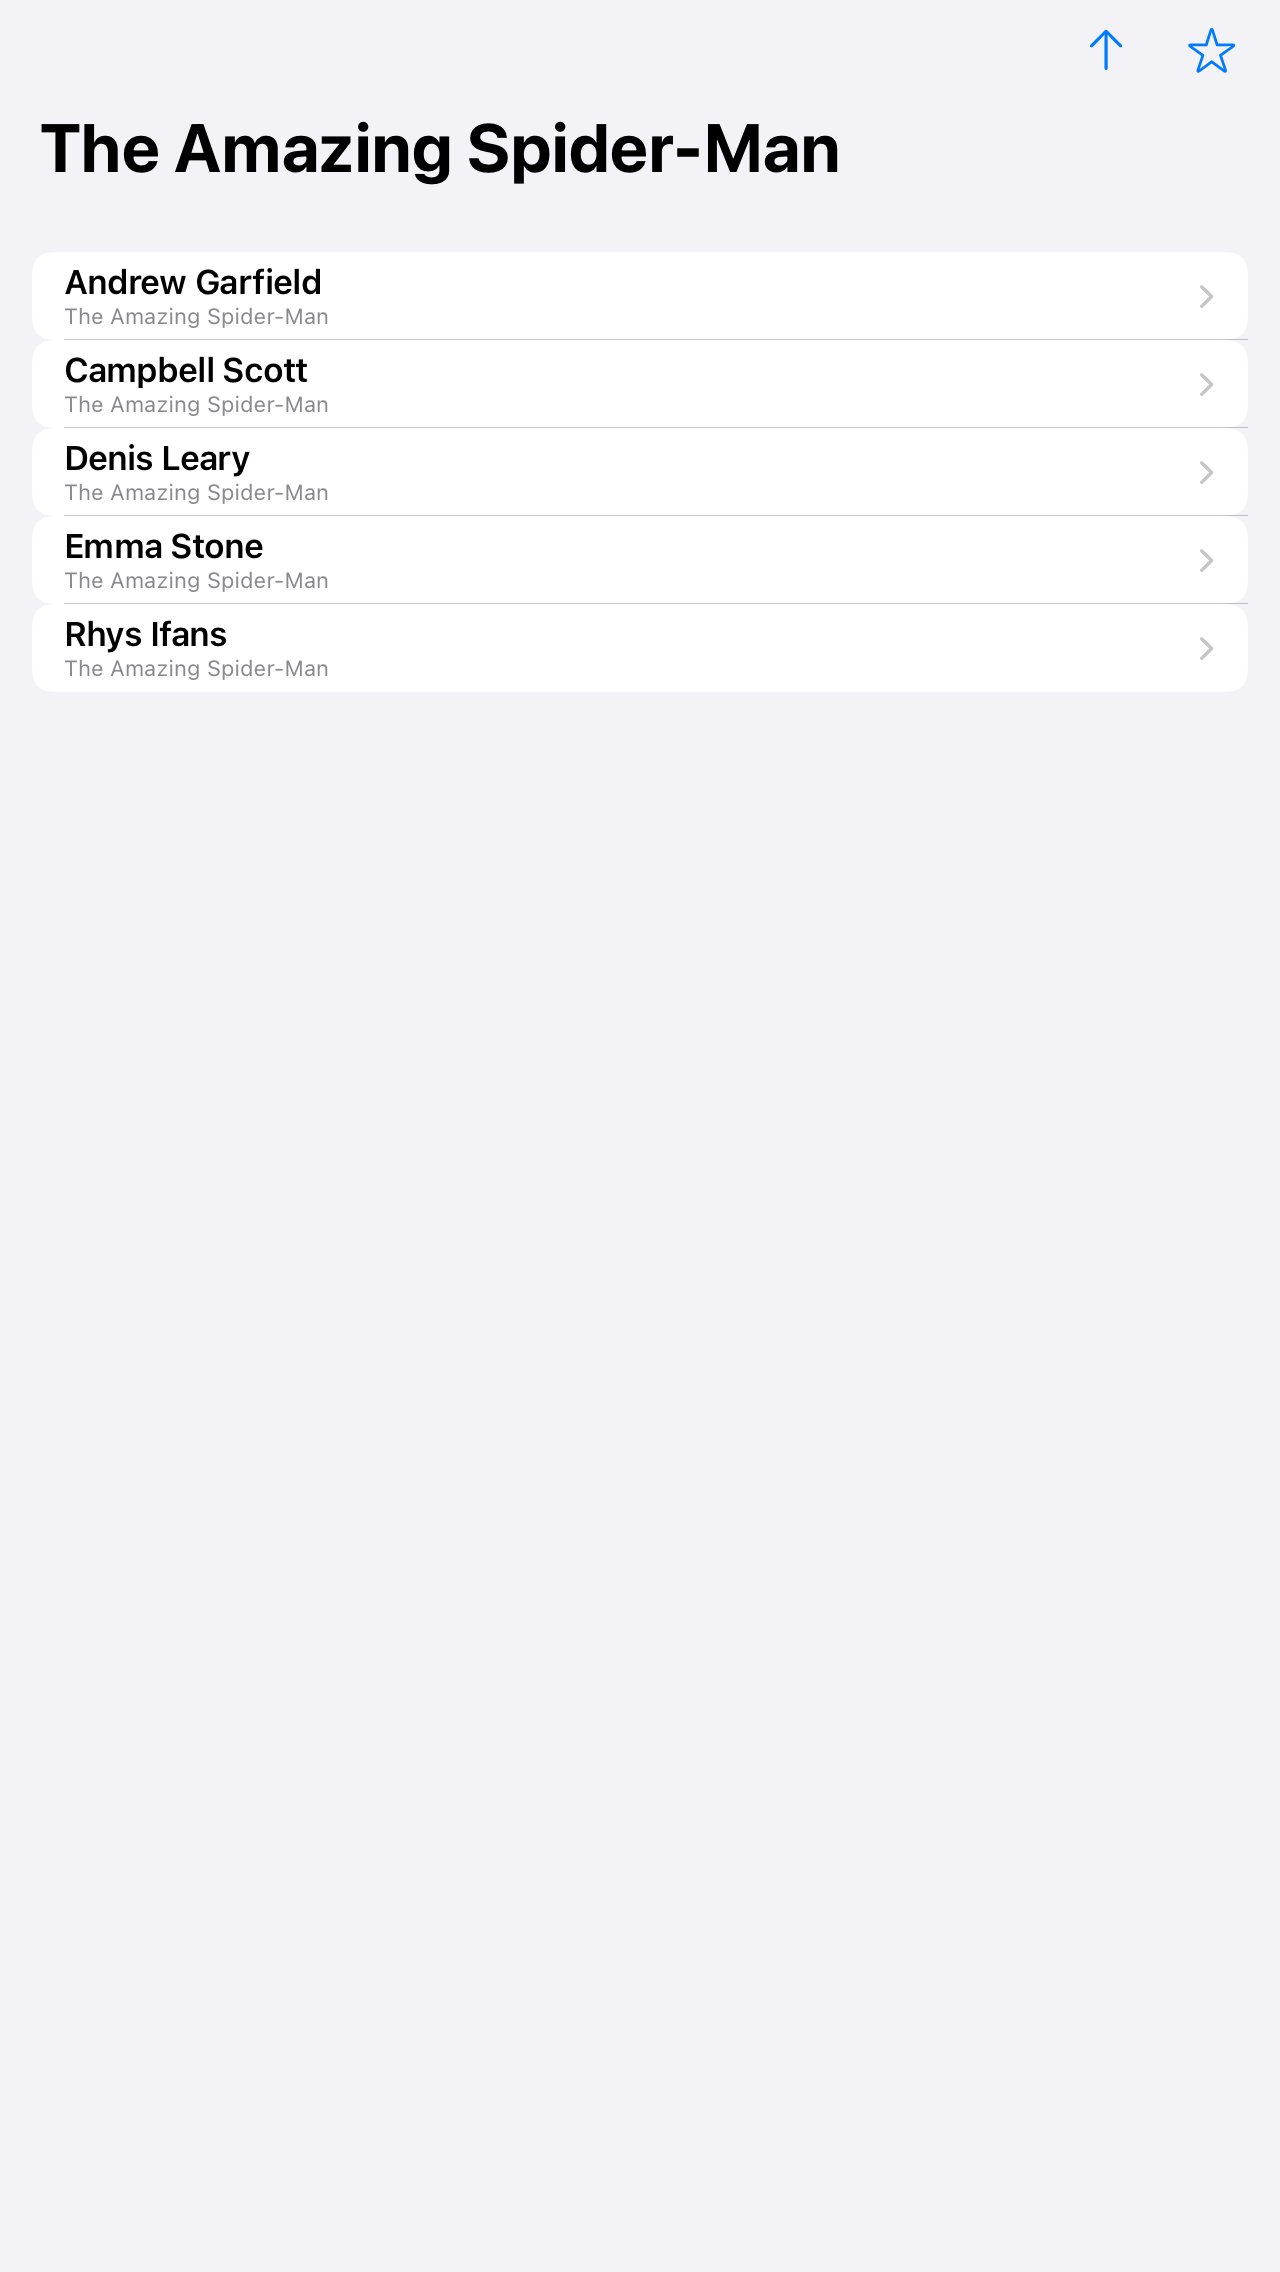 The Amazing Spider-Man
Andrew Garfield
The Amazing Spider-Man
Campbell Scott
The Amazing Spider-Man
Denis Leary
The Amazing Spider-Man
Emma Stone
The Amazing Spider-Man
Rhys Ifans
The Amazing Spider-Man